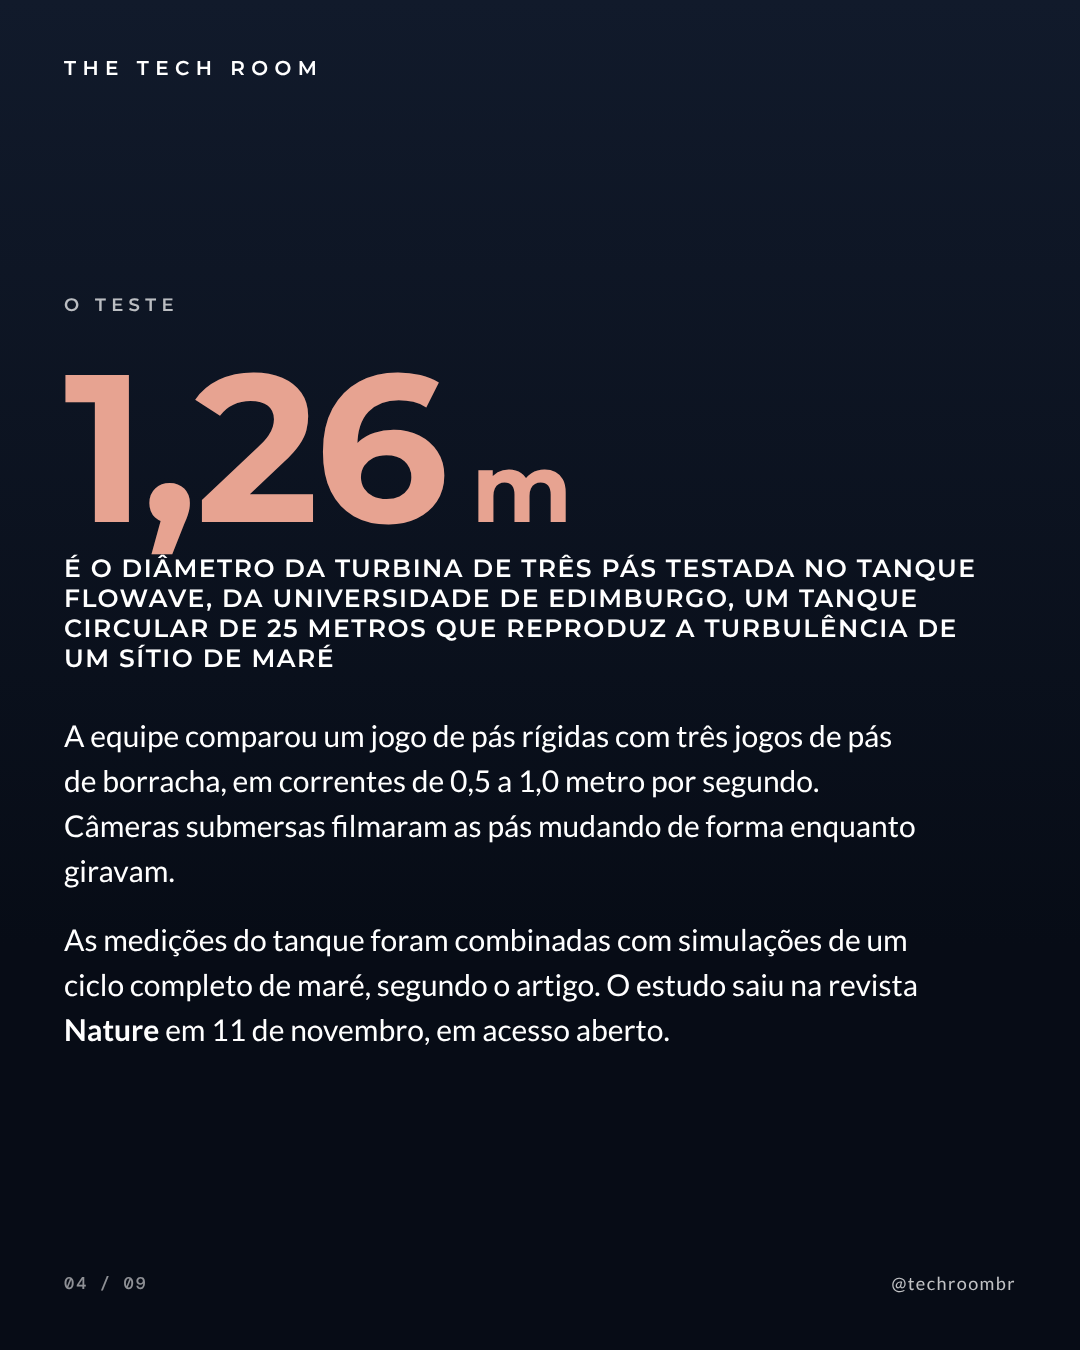 THE TECH ROOM
O TESTE
1,26 m
É O DIÂMETRO DA TURBINA DE TRÊS PÁS TESTADA NO TANQUE
FLOWAVE, DA UNIVERSIDADE DE EDIMBURGO, UM TANQUE
CIRCULAR DE 25 METROS QUE REPRODUZ A TURBULÊNCIA DE
UM SÍTIO DE MARÉ
A equipe comparou um jogo de pás rígidas com três jogos de pás
de borracha, em correntes de 0,5 a 1,0 metro por segundo.
Câmeras submersas filmaram as pás mudando de forma enquanto
giravam.
As medições do tanque foram combinadas com simulações de um
ciclo completo de maré, segundo o artigo. O estudo saiu na revista
Nature em 11 de novembro, em acesso aberto.
04 / 09
@techroombr